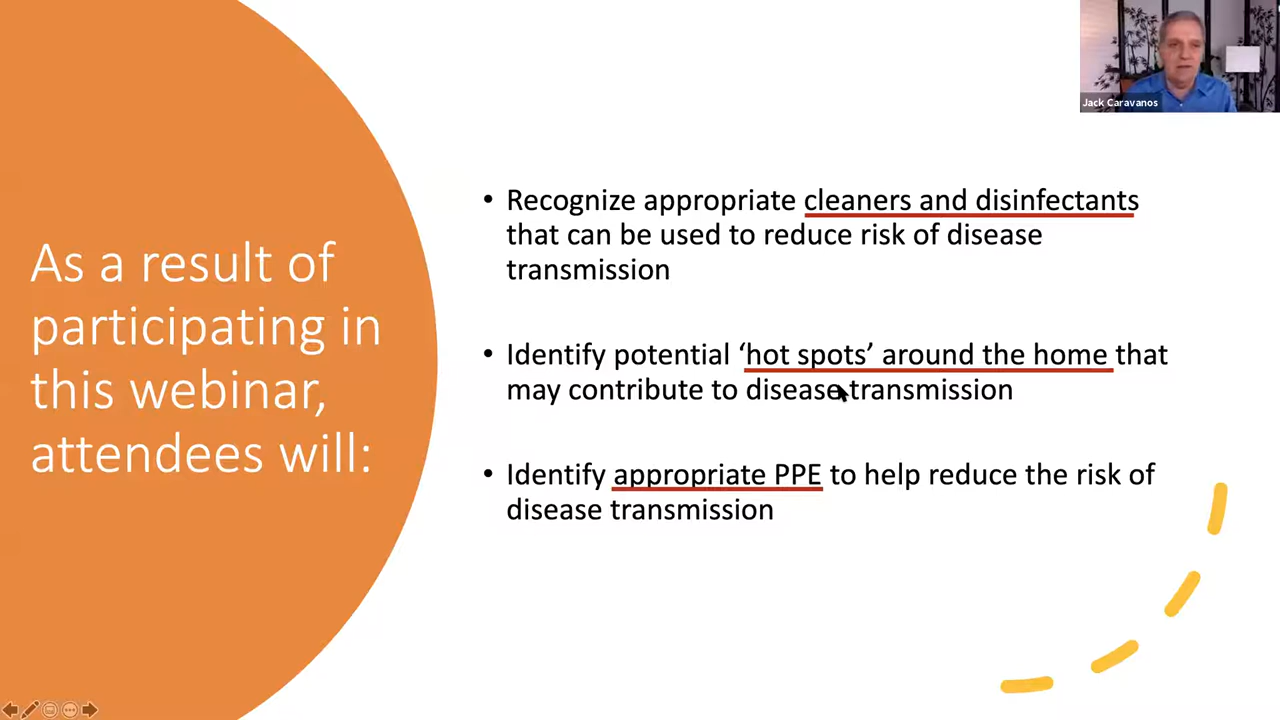 Jack Caravanos
As a result of
participating in
this webinar,
attendees will:
• Recognize appropriate cleaners and disinfectants
that can be used to reduce risk of disease
transmission
• Identify potential ‘hot spots’ around the home that
may contribute to disease transmission
• Identify appropriate PPE to help reduce the risk of
disease transmission